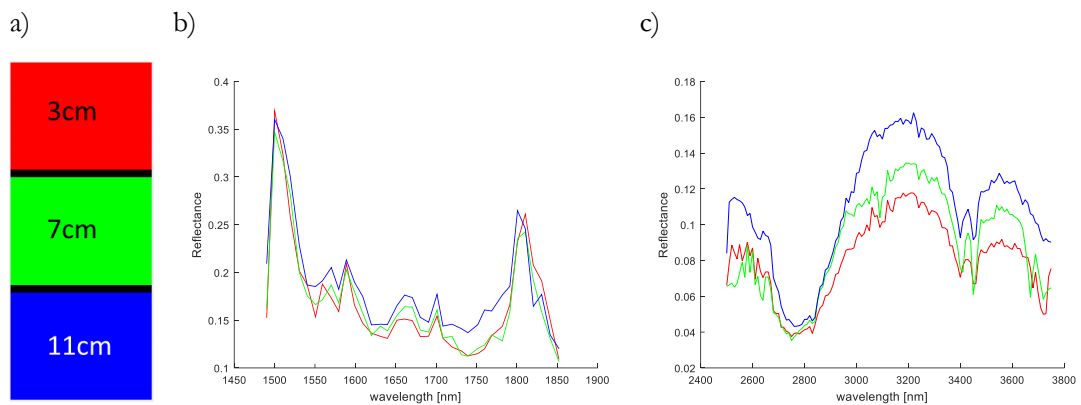 a)
3cm
7cm
11cm
b)
0.4
0.35
0.3
0.25
0.2
0.15
0.1
Reflectance
1450 1500 1550 1600 1650 1700 1750 1800 1850 1900
wavelength [nm]
c)
0.18
0.16
0.14
0.12
0.1
0.08
0.06
0.04
0.02
Reflectance
2400 2600 2800 3000 3200 3400 3600 3800
wavelength [nm]